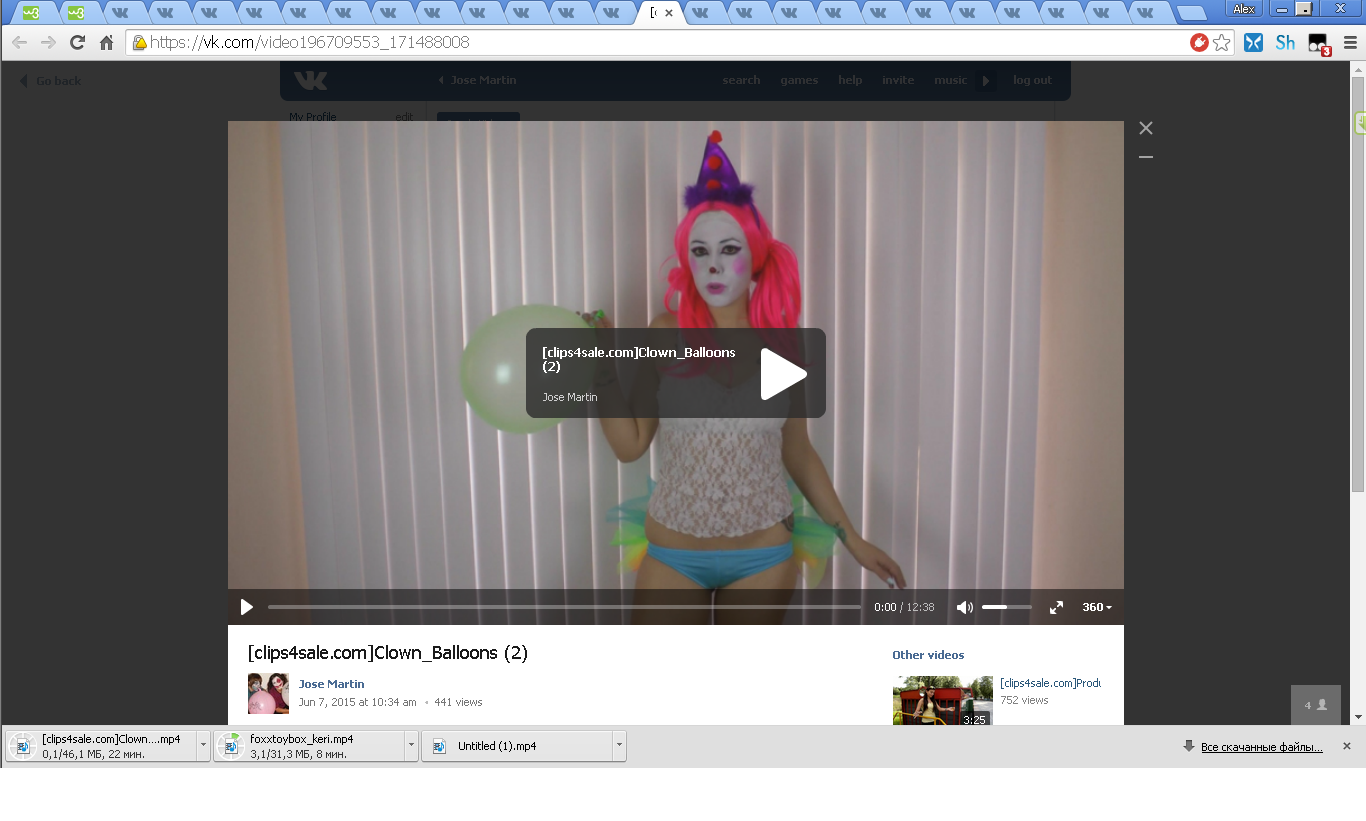 [c
Alex
https://vk.com/video196709553_171488008
Sh
3
Go back
Jose Martin
search
games
help
invite
music
log out
My Profile
edit
[clips4sale.com]Clown_Balloons
(2)
Jose Martin
0:00 / 12:38
360
[clips4sale.com]Clown_Balloons (2)
Jose Martin
Jun 7, 2015 at 10:34 am • 441 views
Other videos
[clips4sale.com]Produ
752 views
3:25
4
[clips4sale.com]Clown....mp4
0,1/46,1 МБ, 22 мин.
foxxtoybox_keri.mp4
3,1/31,3 МБ, 8 мин.
Untitled (1).mp4
Все скачанные файлы...